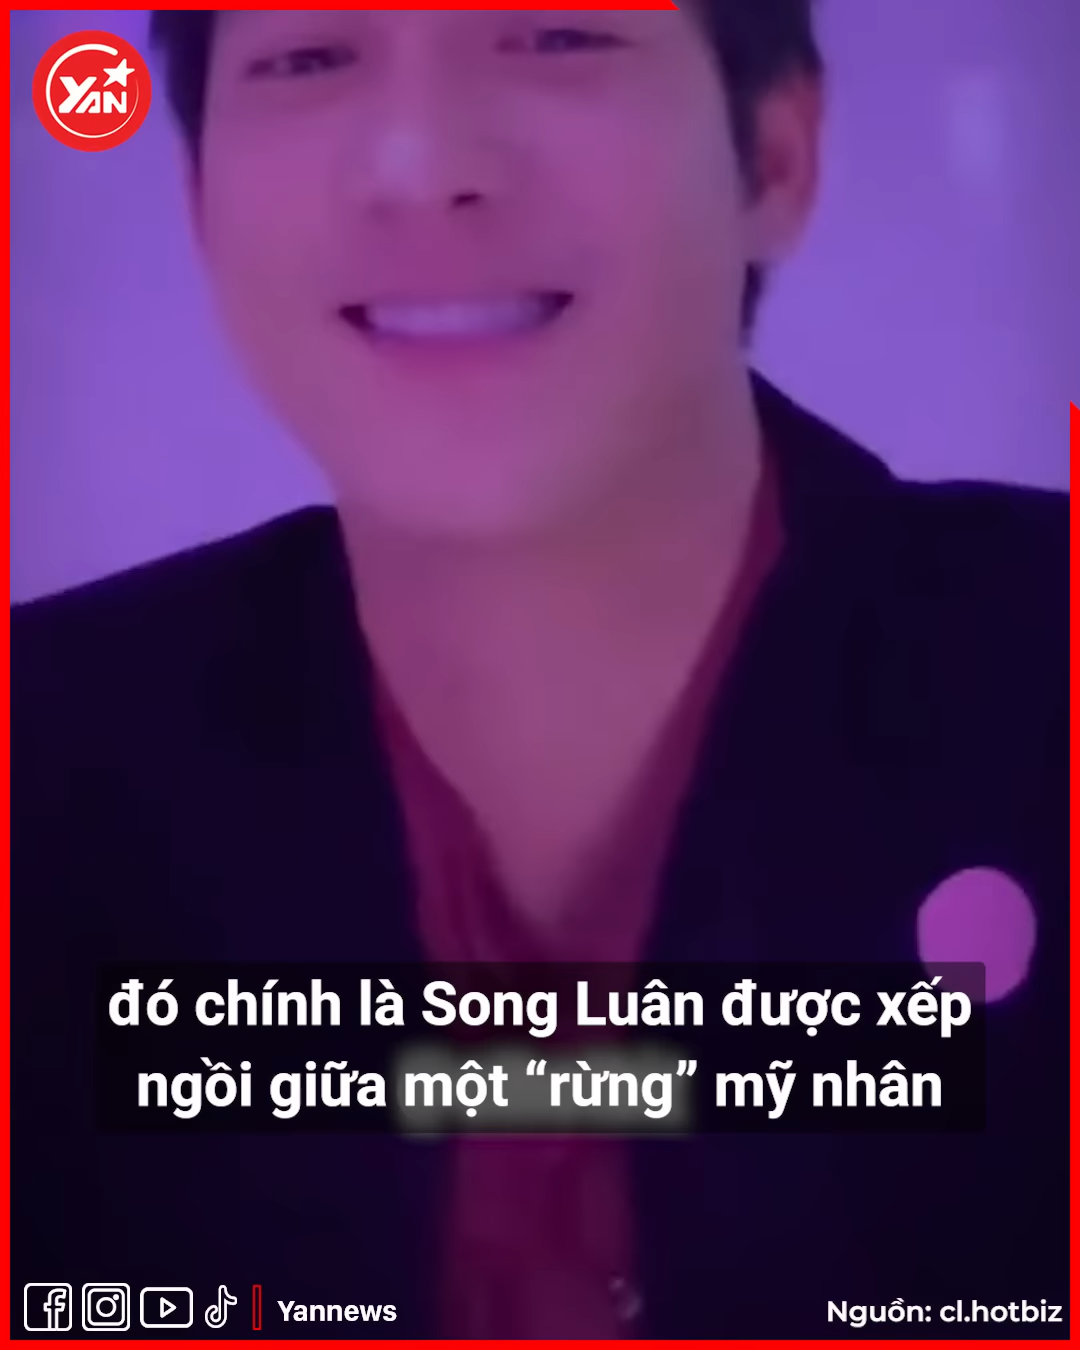 YAN
đó chính là Song Luân được xếp
ngồi giữa một “rừng” mỹ nhân
Yannews
Nguồn: cl.hotbiz